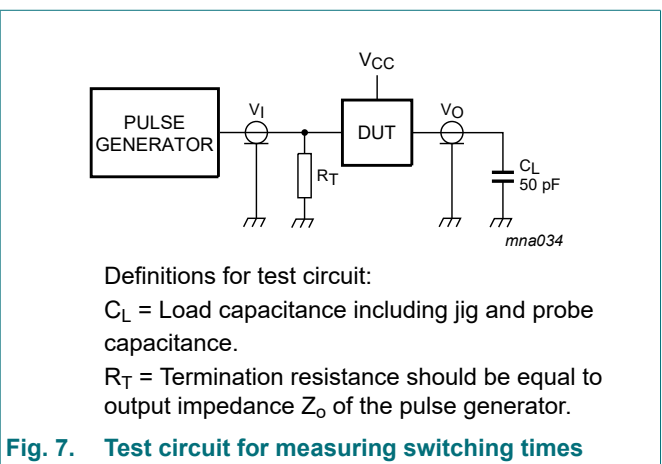 VCC
PULSE
GENERATOR
VI
DUT
VO
RT
CL
50 pF
mna034
Definitions for test circuit:
CL = Load capacitance including jig and probe
capacitance.
RT = Termination resistance should be equal to
output impedance Zo of the pulse generator.
Fig. 7. Test circuit for measuring switching times